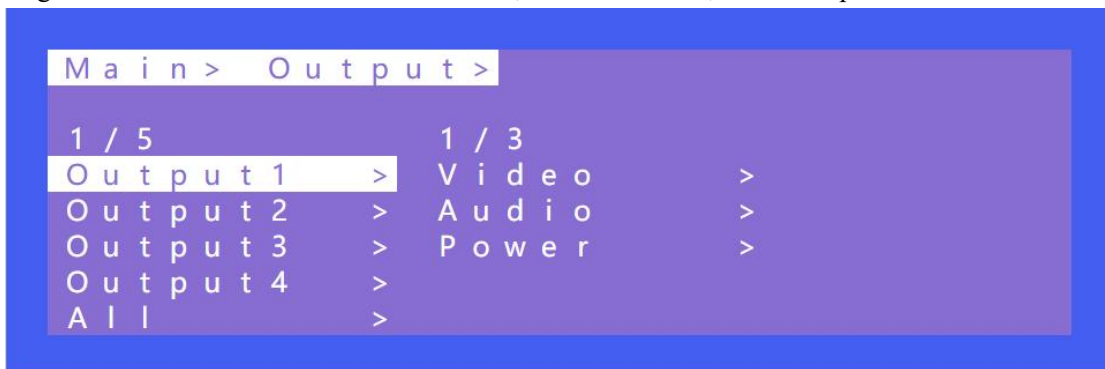 Main> Output>
1/5 1/3
Output1 > Video >
Output2 > Audio >
Output3 > Power >
Output4 >
All >